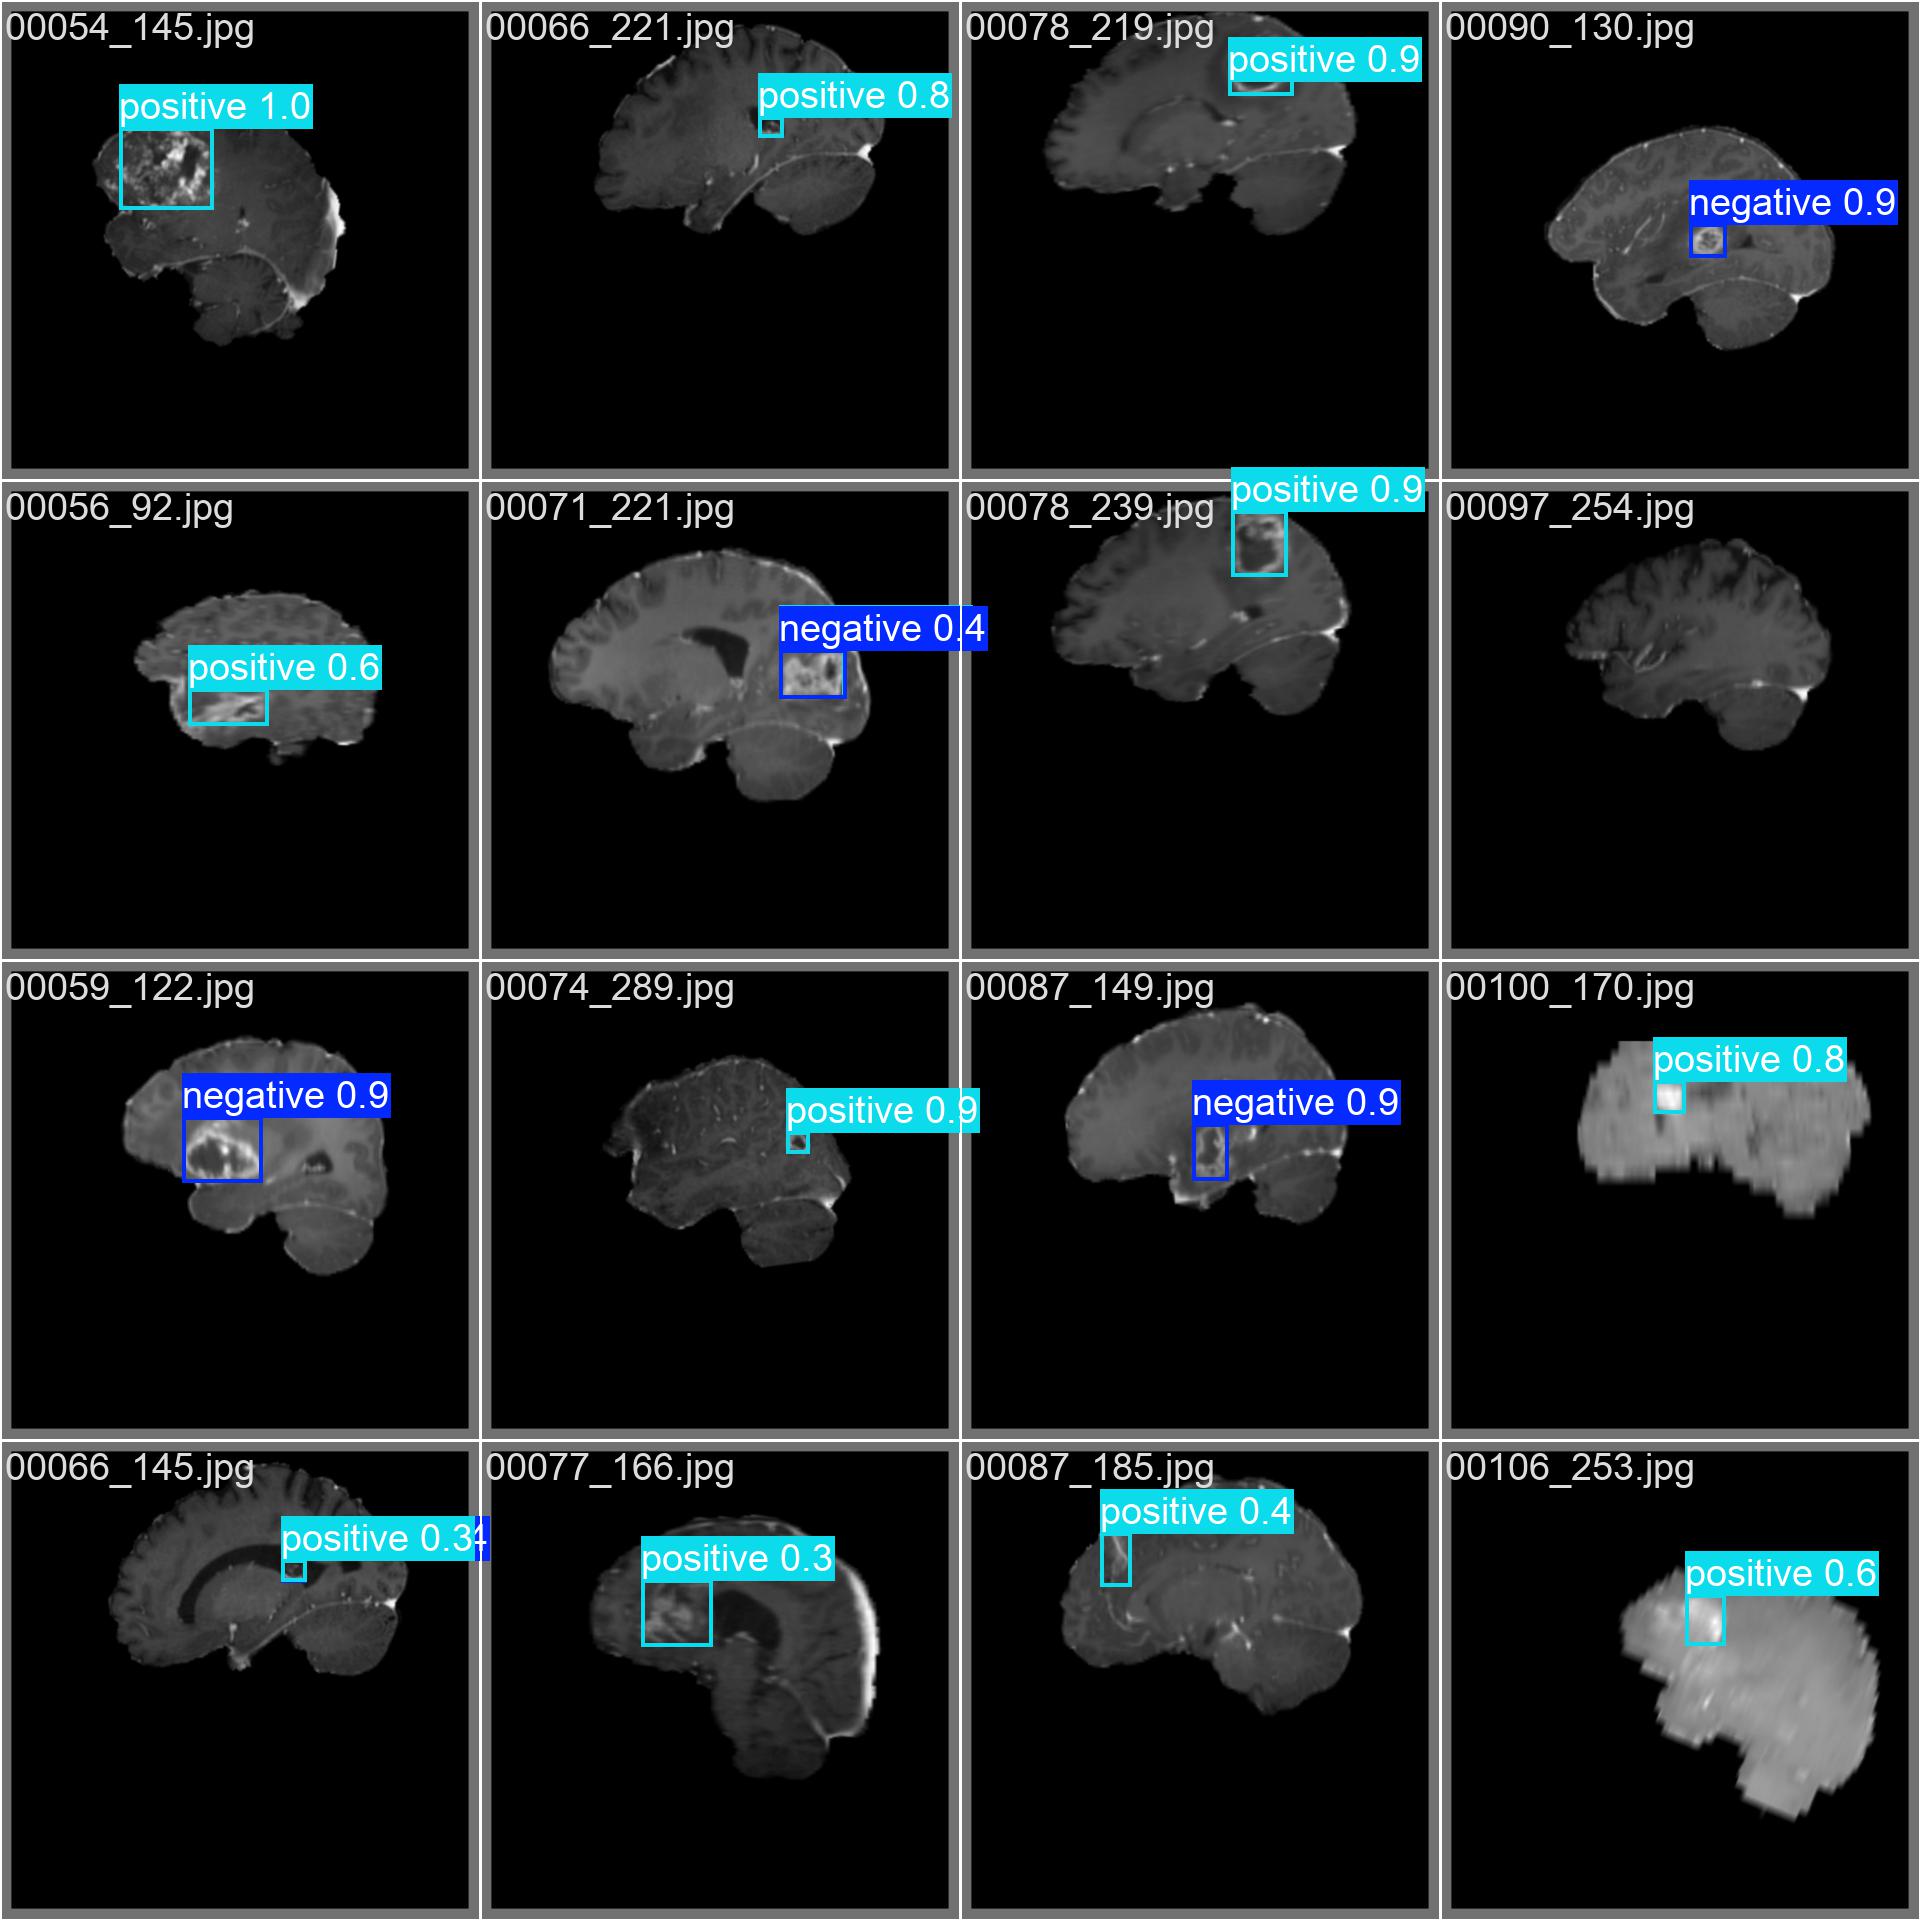 00054_145.jpg
positive 1.0
00066_221.jpg
positive 0.8
00078_219.jpg
positive 0.9
00090_130.jpg
negative 0.9
00056_92.jpg
positive 0.6
00071_221.jpg
negative 0.4
00078_239.jpg
positive 0.9
00097_254.jpg
00059_122.jpg
negative 0.9
00074_289.jpg
positive 0.9
00087_149.jpg
negative 0.9
00100_170.jpg
positive 0.8
00066_145.jpg
positive 0.34
00077_166.jpg
positive 0.3
00087_185.jpg
positive 0.4
00106_253.jpg
positive 0.6